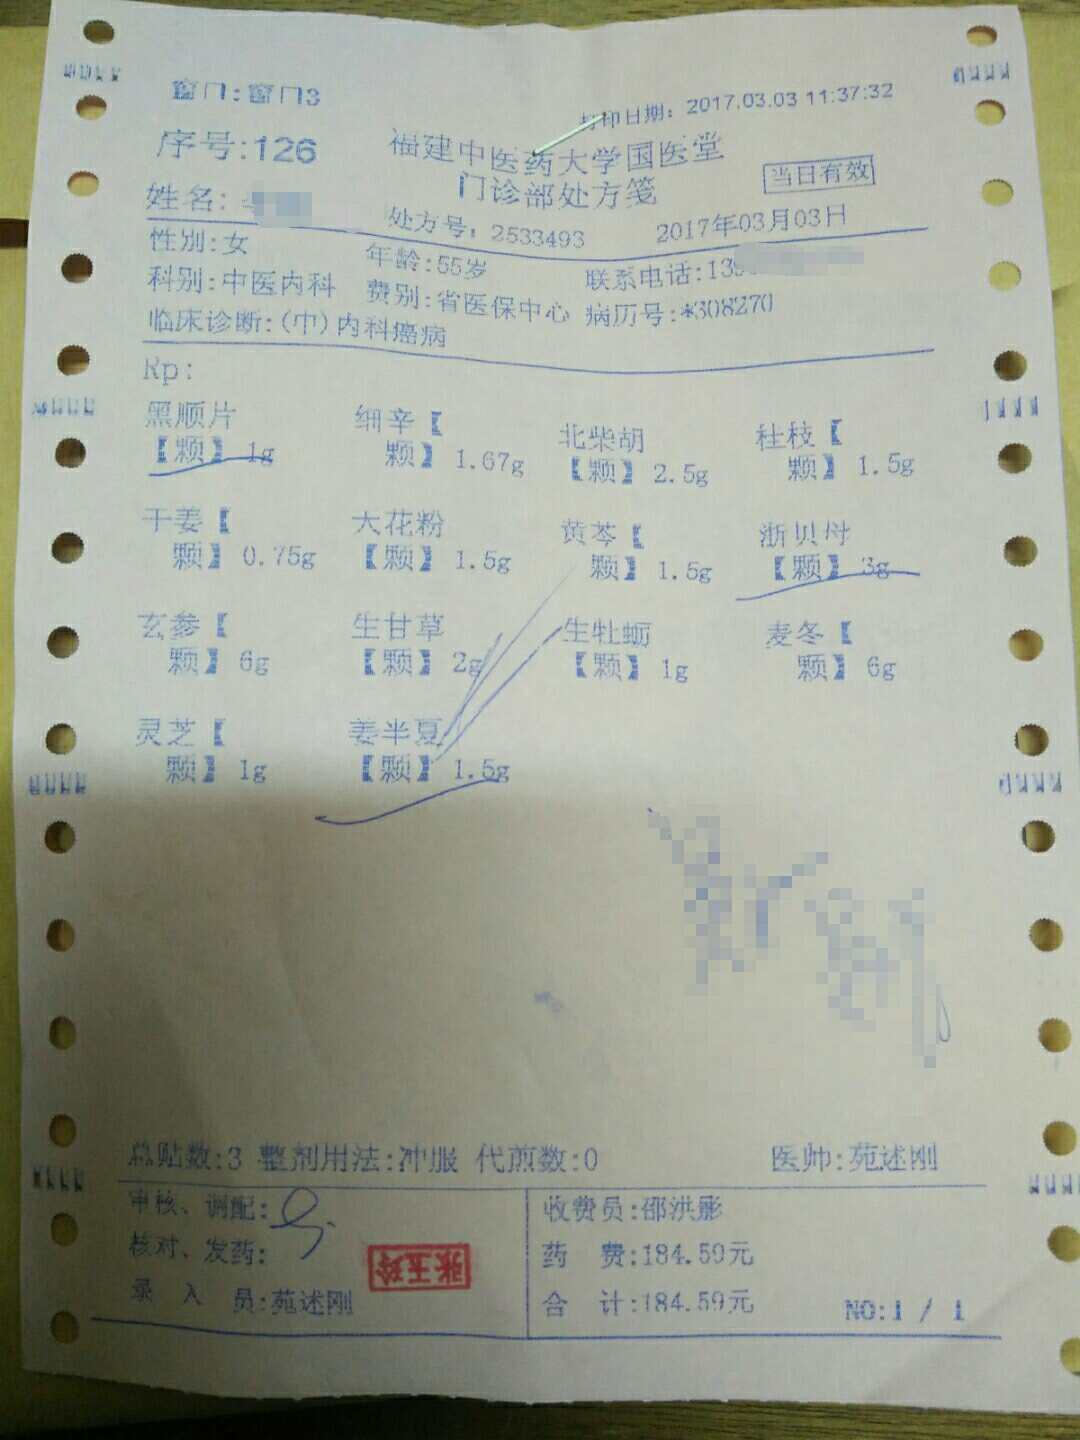 窗口:窗口3
打印日期: 2017.03.03 11:37:32
序号:126
福建中医药大学国医堂
门诊部处方笺
当日有效
姓名:
处方号: 2533493
2017年03月03日
性别:女
年龄:55岁
联系电话:139
科别:中医内科
费别:省医保中心
病历号:*308270
临床诊断:(中)内科癌病
Rp:
黑顺片 细辛【 北柴胡 桂枝【
【颗】 1g 颗】 1.67g 【颗】 2.5g 颗】 1.5g
干姜【 天花粉 黄芩【 浙贝母
颗】 0.75g 【颗】 1.5g 颗】 1.5g 【颗】 3g
玄参【 生甘草 生牡蛎 麦冬【
颗】 6g 【颗】 2g 【颗】 1g 颗】 6g
灵芝【 姜半夏
颗】 1g 【颗】 1.5g
总贴数:3 整剂用法:冲服 代煎数:0 医师:苑述刚
审核、调配:
核对、发药:
张玉玲
录入员:苑述刚
收费员:邵洪影
药 费:184.59元
合 计:184.59元
NO:1 / 1